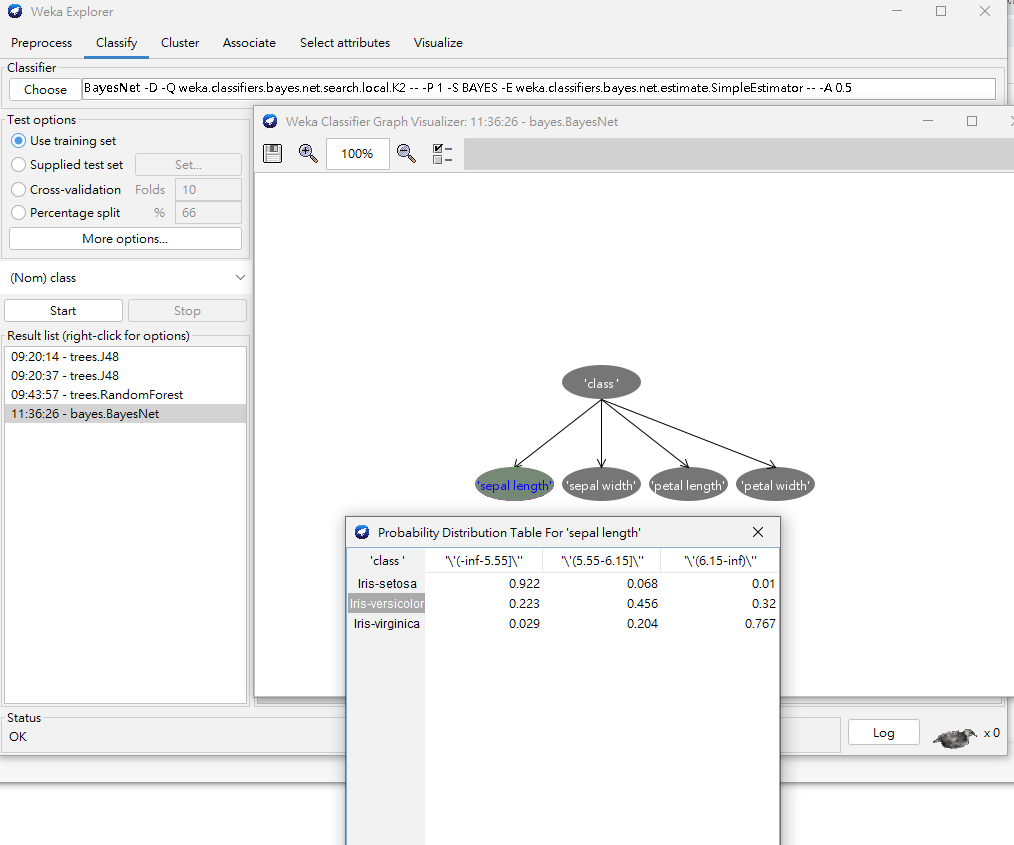 Weka Explorer
Preprocess Classify Cluster Associate Select attributes Visualize
Classifier
Choose BayesNet -D -Q weka.classifiers.bayes.net.search.local.K2 -- -P 1 -S BAYES -E weka.classifiers.bayes.net.estimate.SimpleEstimator -- -A 0.5
Test options
Use training set
Supplied test set Set...
Cross-validation Folds 10
Percentage split % 66
More options...
(Nom) class
Start Stop
Result list (right-click for options)
09:20:14 - trees.J48
09:20:37 - trees.J48
09:43:57 - trees.RandomForest
11:36:26 - bayes.BayesNet
Weka Classifier Graph Visualizer: 11:36:26 - bayes.BayesNet
100%
'class '
'sepal length' 'sepal width' 'petal length' 'petal width'
Probability Distribution Table For 'sepal length'
'class ' '\'(-inf-5.55]\'' '\'(5.55-6.15]\'' '\'(6.15-inf)\''
Iris-setosa 0.922 0.068 0.01
Iris-versicolor 0.223 0.456 0.32
Iris-virginica 0.029 0.204 0.767
Status
OK
Log x 0